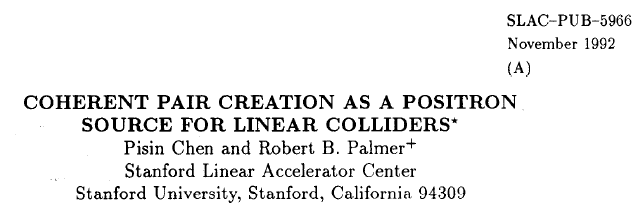 SLAC-PUB-5966
November 1992
(A)
COHERENT PAIR CREATION AS A POSITRON
SOURCE FOR LINEAR COLLIDERS*
Pisin Chen and Robert B. Palmer+
Stanford Linear Accelerator Center
Stanford University, Stanford, California 94309